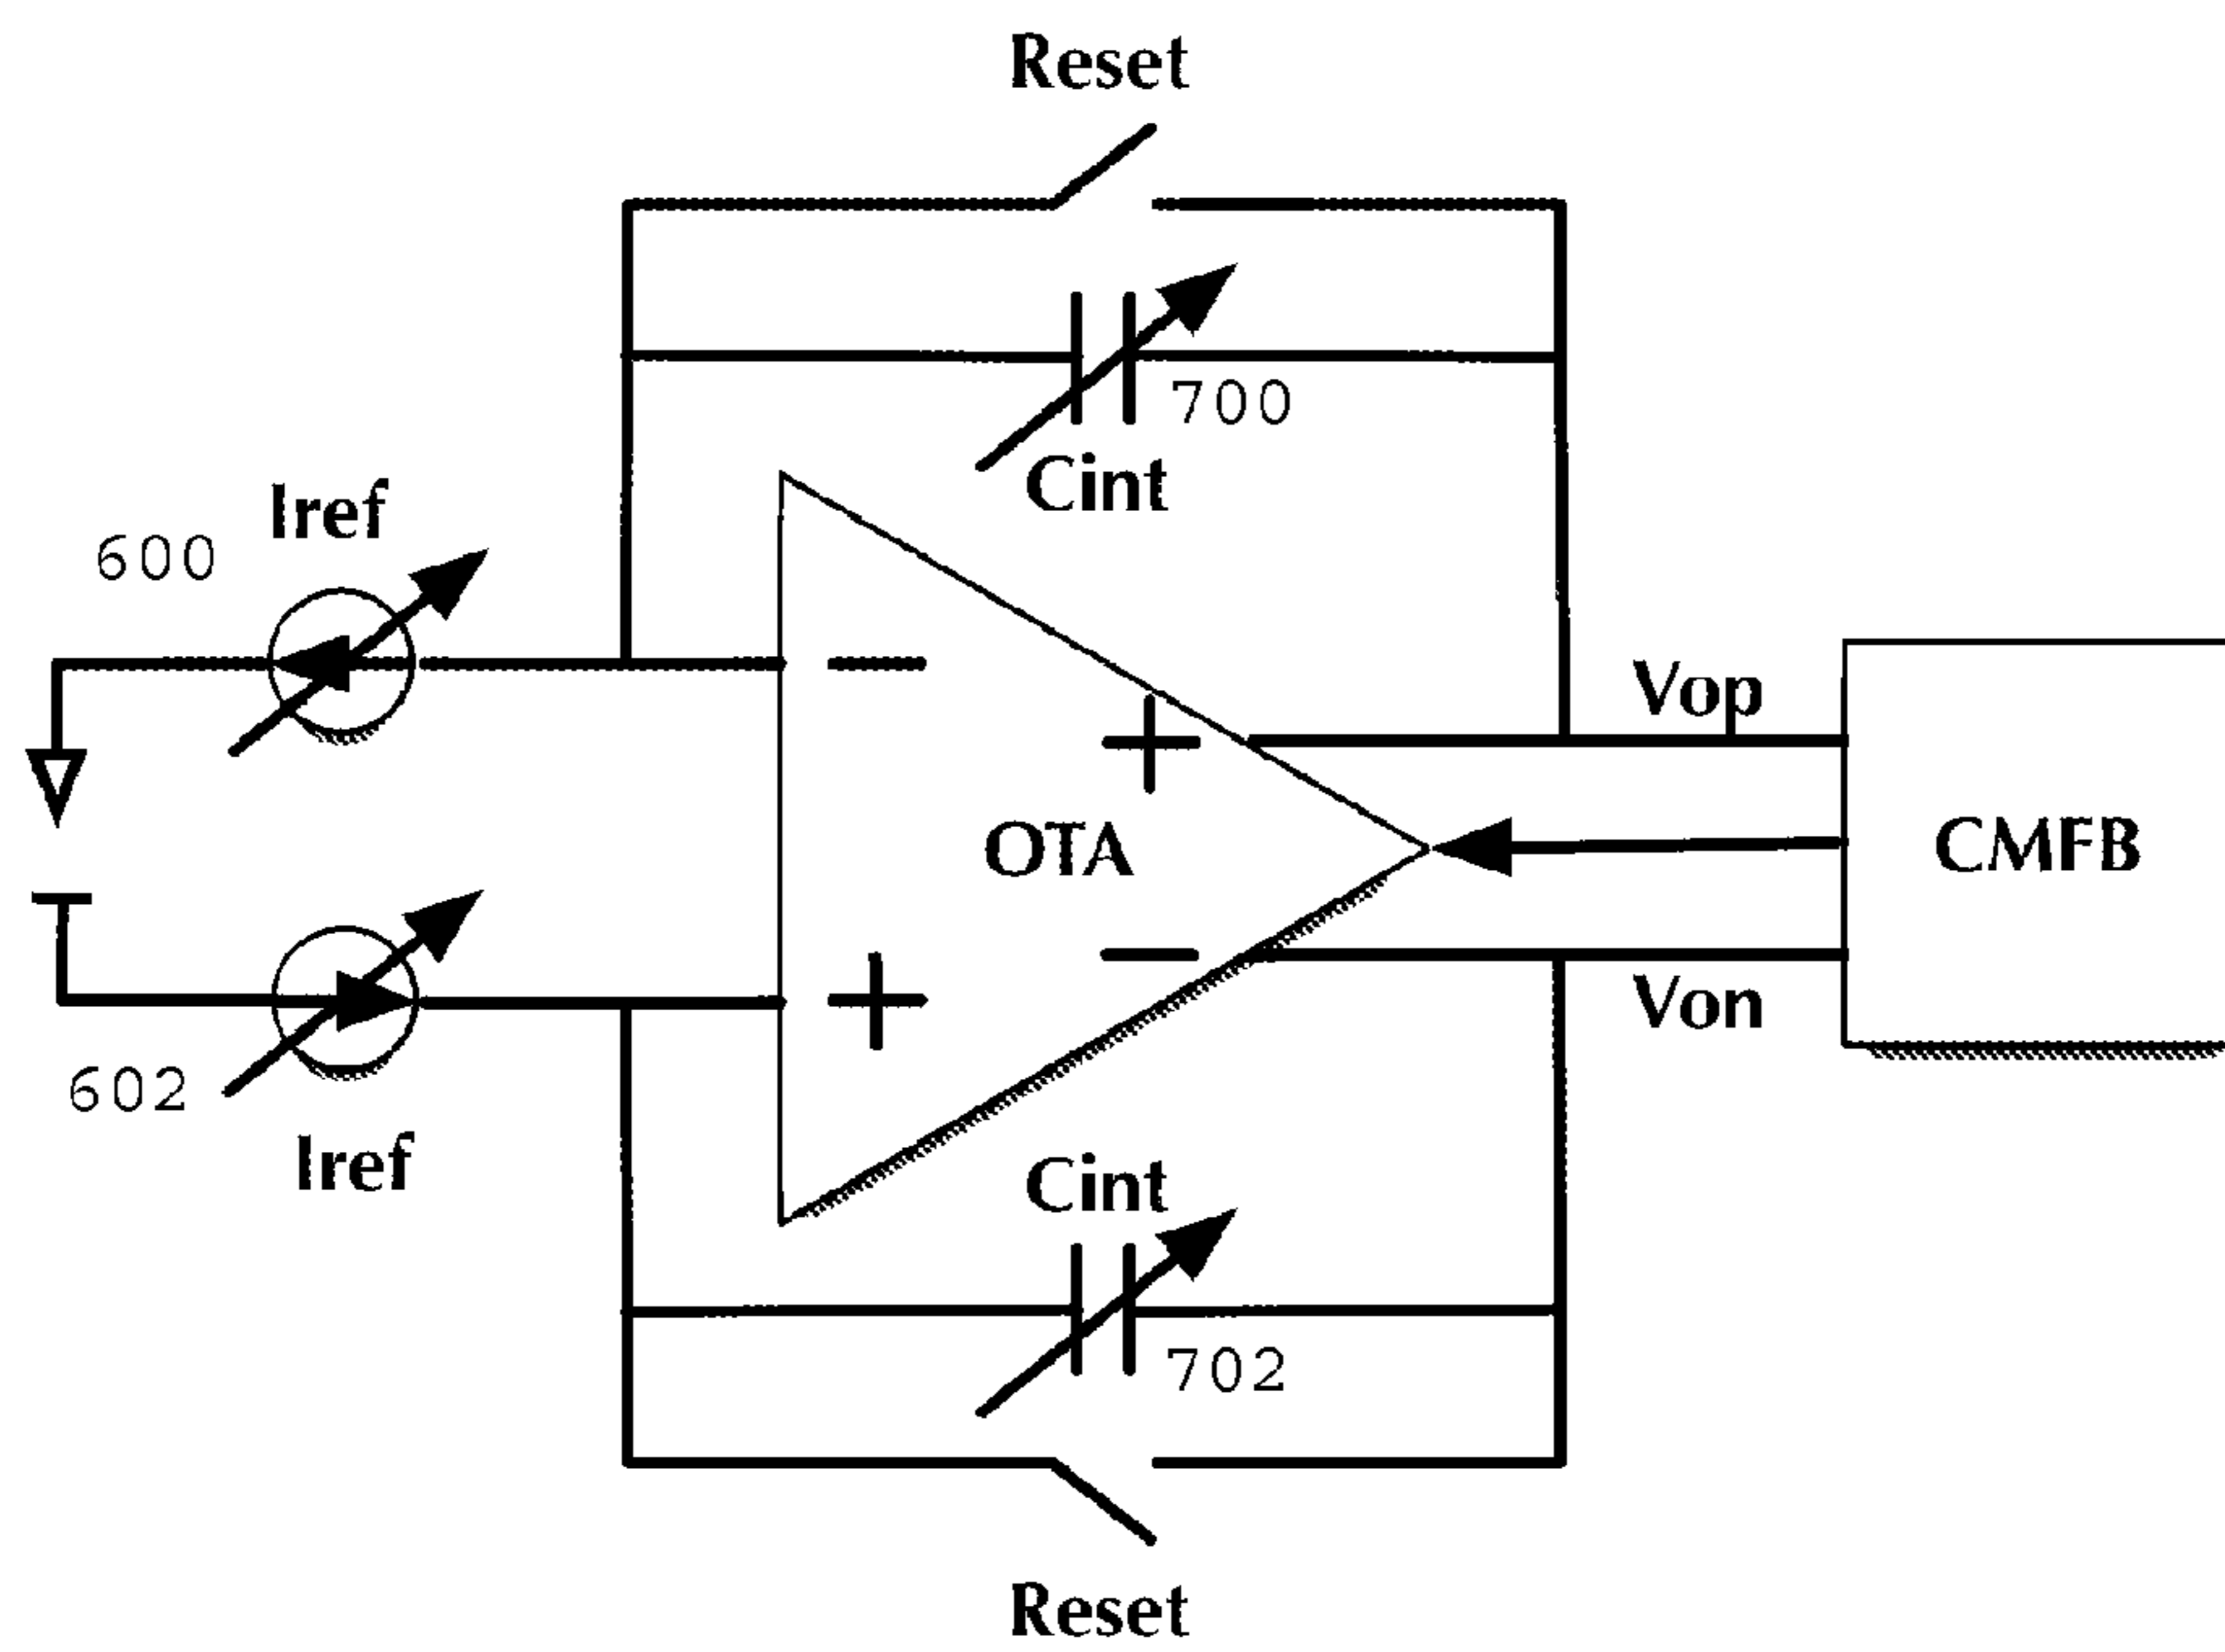 Reset
700
Cint
Iref
600
Vop
OTA
CMFB
Von
602
Iref
Cint
702
Reset